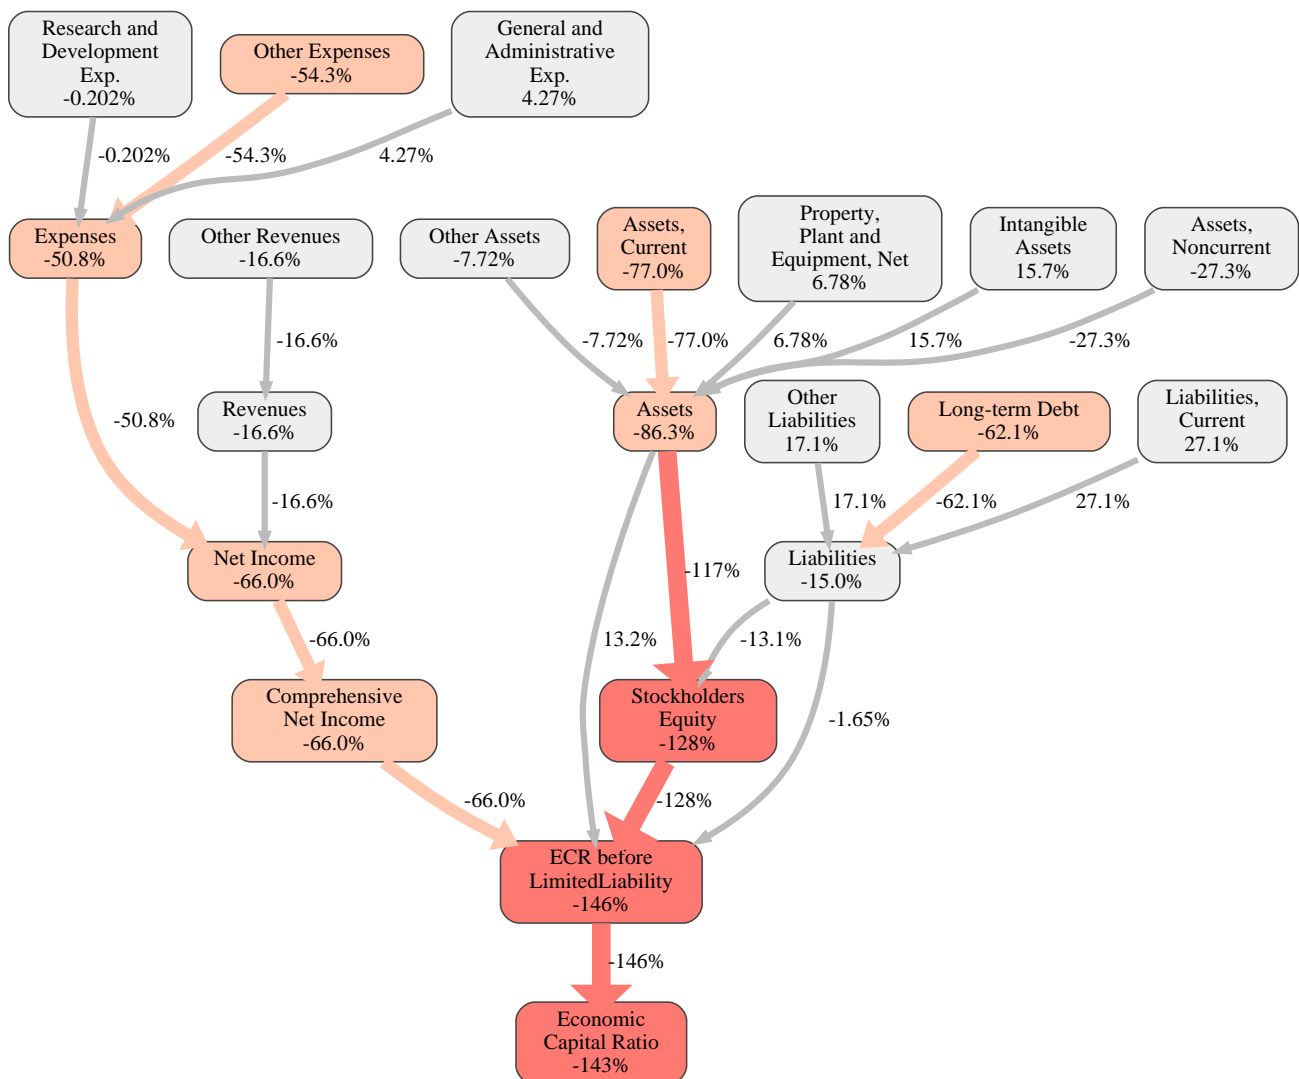 Research and
Development
Exp.
-0.202%
Other Expenses
-54.3%
General and
Administrative
Exp.
4.27%
-0.202%
-54.3%
4.27%
Expenses
-50.8%
Other Revenues
-16.6%
Other Assets
-7.72%
Assets,
Current
-77.0%
Property,
Plant and
Equipment, Net
6.78%
Intangible
Assets
15.7%
Assets,
Noncurrent
-27.3%
-16.6%
-7.72%
-77.0%
6.78%
15.7%
-27.3%
-50.8%
Revenues
-16.6%
Assets
-86.3%
Other
Liabilities
17.1%
Long-term Debt
-62.1%
Liabilities,
Current
27.1%
-16.6%
17.1%
-62.1%
27.1%
Net Income
-66.0%
-117%
Liabilities
-15.0%
-66.0%
13.2%
-13.1%
Comprehensive
Net Income
-66.0%
Stockholders
Equity
-128%
-1.65%
-66.0%
-128%
ECR before
LimitedLiability
-146%
-146%
Economic
Capital Ratio
-143%